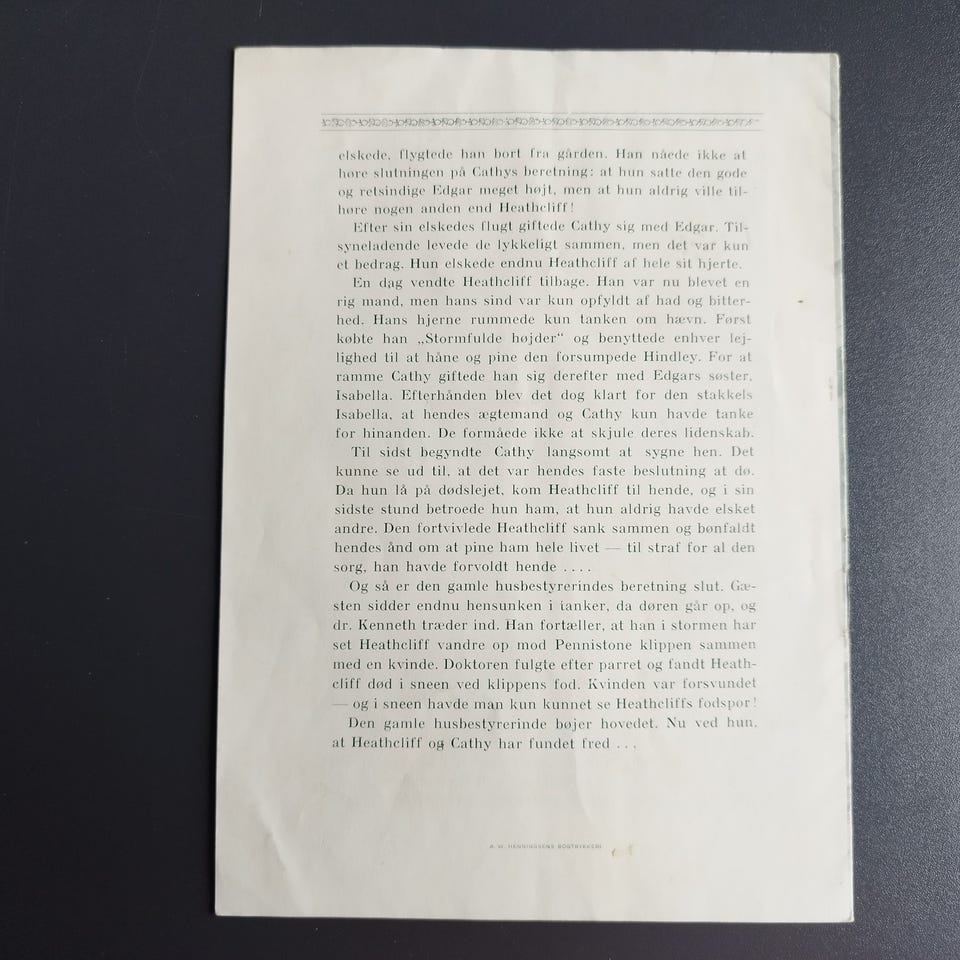 elskede, flygtede han bort fra gården. Han nåede ikke at
høre slutningen på Cathys beretning: at hun satte den gode
og retsindige Edgar meget højt, men at hun aldrig ville til-
høre nogen anden end Heathcliff!
Efter sin elskedes flugt giftede Cathy sig med Edgar. Til-
syneladende levede de lykkeligt sammen, men det var kun
et bedrag. Hun elskede endnu Heathcliff af hele sit hjerte.
En dag vendte Heathcliff tilbage. Han var nu blevet en
rig mand, men hans sind var kun opfyldt af had og bitter-
hed. Hans hjerne rummede kun tanken om hævn. Først
købte han „Stormfulde højder“ og benyttede enhver lej-
lighed til at håne og pine den forsumpede Hindley. For at
ramme Cathy giftede han sig derefter med Edgars søster,
Isabella. Efterhånden blev det dog klart for den stakkels
Isabella, at hendes ægtemand og Cathy kun havde tanke
for hinanden. De formåede ikke at skjule deres lidenskab.
Til sidst begyndte Cathy langsomt at sygne hen. Det
kunne se ud til, at det var hendes faste beslutning at dø.
Da hun lå på dødslejet, kom Heathcliff til hende, og i sin
sidste stund betroede hun ham, at hun aldrig havde elsket
andre. Den fortvivlede Heathcliff sank sammen og bønfaldt
hendes ånd om at pine ham hele livet — til straf for al den
sorg, han havde forvoldt hende ....
Og så er den gamle husbestyrerindes beretning slut. Gæ-
sten sidder endnu hensunken i tanker, da døren går op, og
dr. Kenneth træder ind. Han fortæller, at han i stormen har
set Heathcliff vandre op mod Pennistone klippen sammen
med en kvinde. Doktoren fulgte efter parret og fandt Heath-
cliff død i sneen ved klippens fod. Kvinden var forsvundet
— og i sneen havde man kun kunnet se Heathcliffs fodspor!
Den gamle husbestyrerinde bøjer hovedet. Nu ved hun,
at Heathcliff og Cathy har fundet fred ...
A. W. HENNINGSENS BOGTRYKKERI